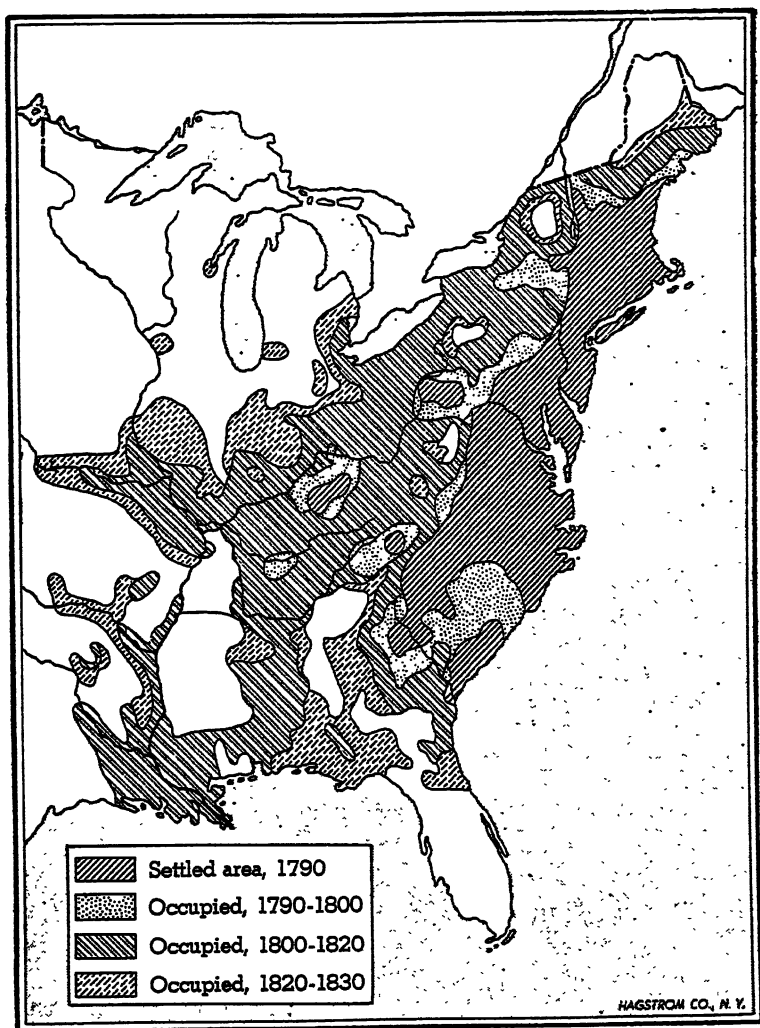 Settled area, 1790
Occupied, 1790-1800
Occupied, 1800-1820
Occupied, 1820-1830
HAGSTROM CO., N. Y.